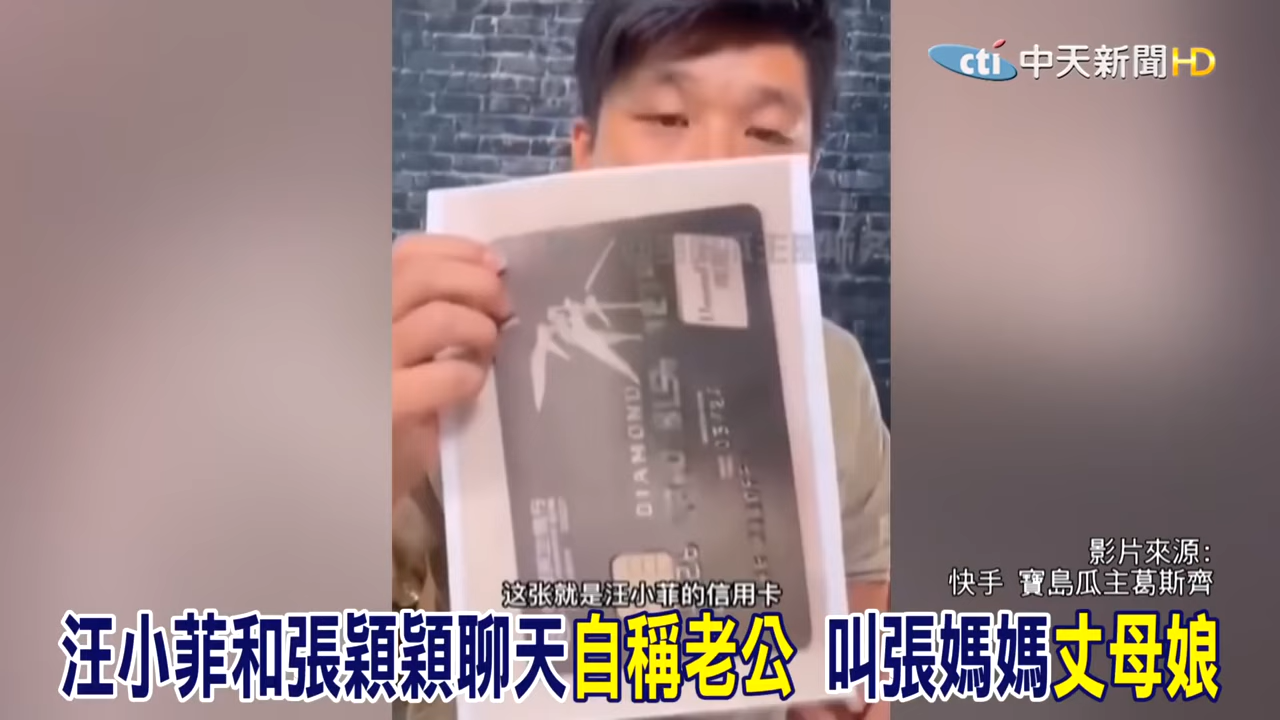 cti 中天新聞HD
DIAMOND
03/27
这张就是汪小菲的信用卡
影片來源:
快手 寶島瓜主葛斯齊
汪小菲和張穎穎聊天自稱老公 叫張媽媽丈母娘